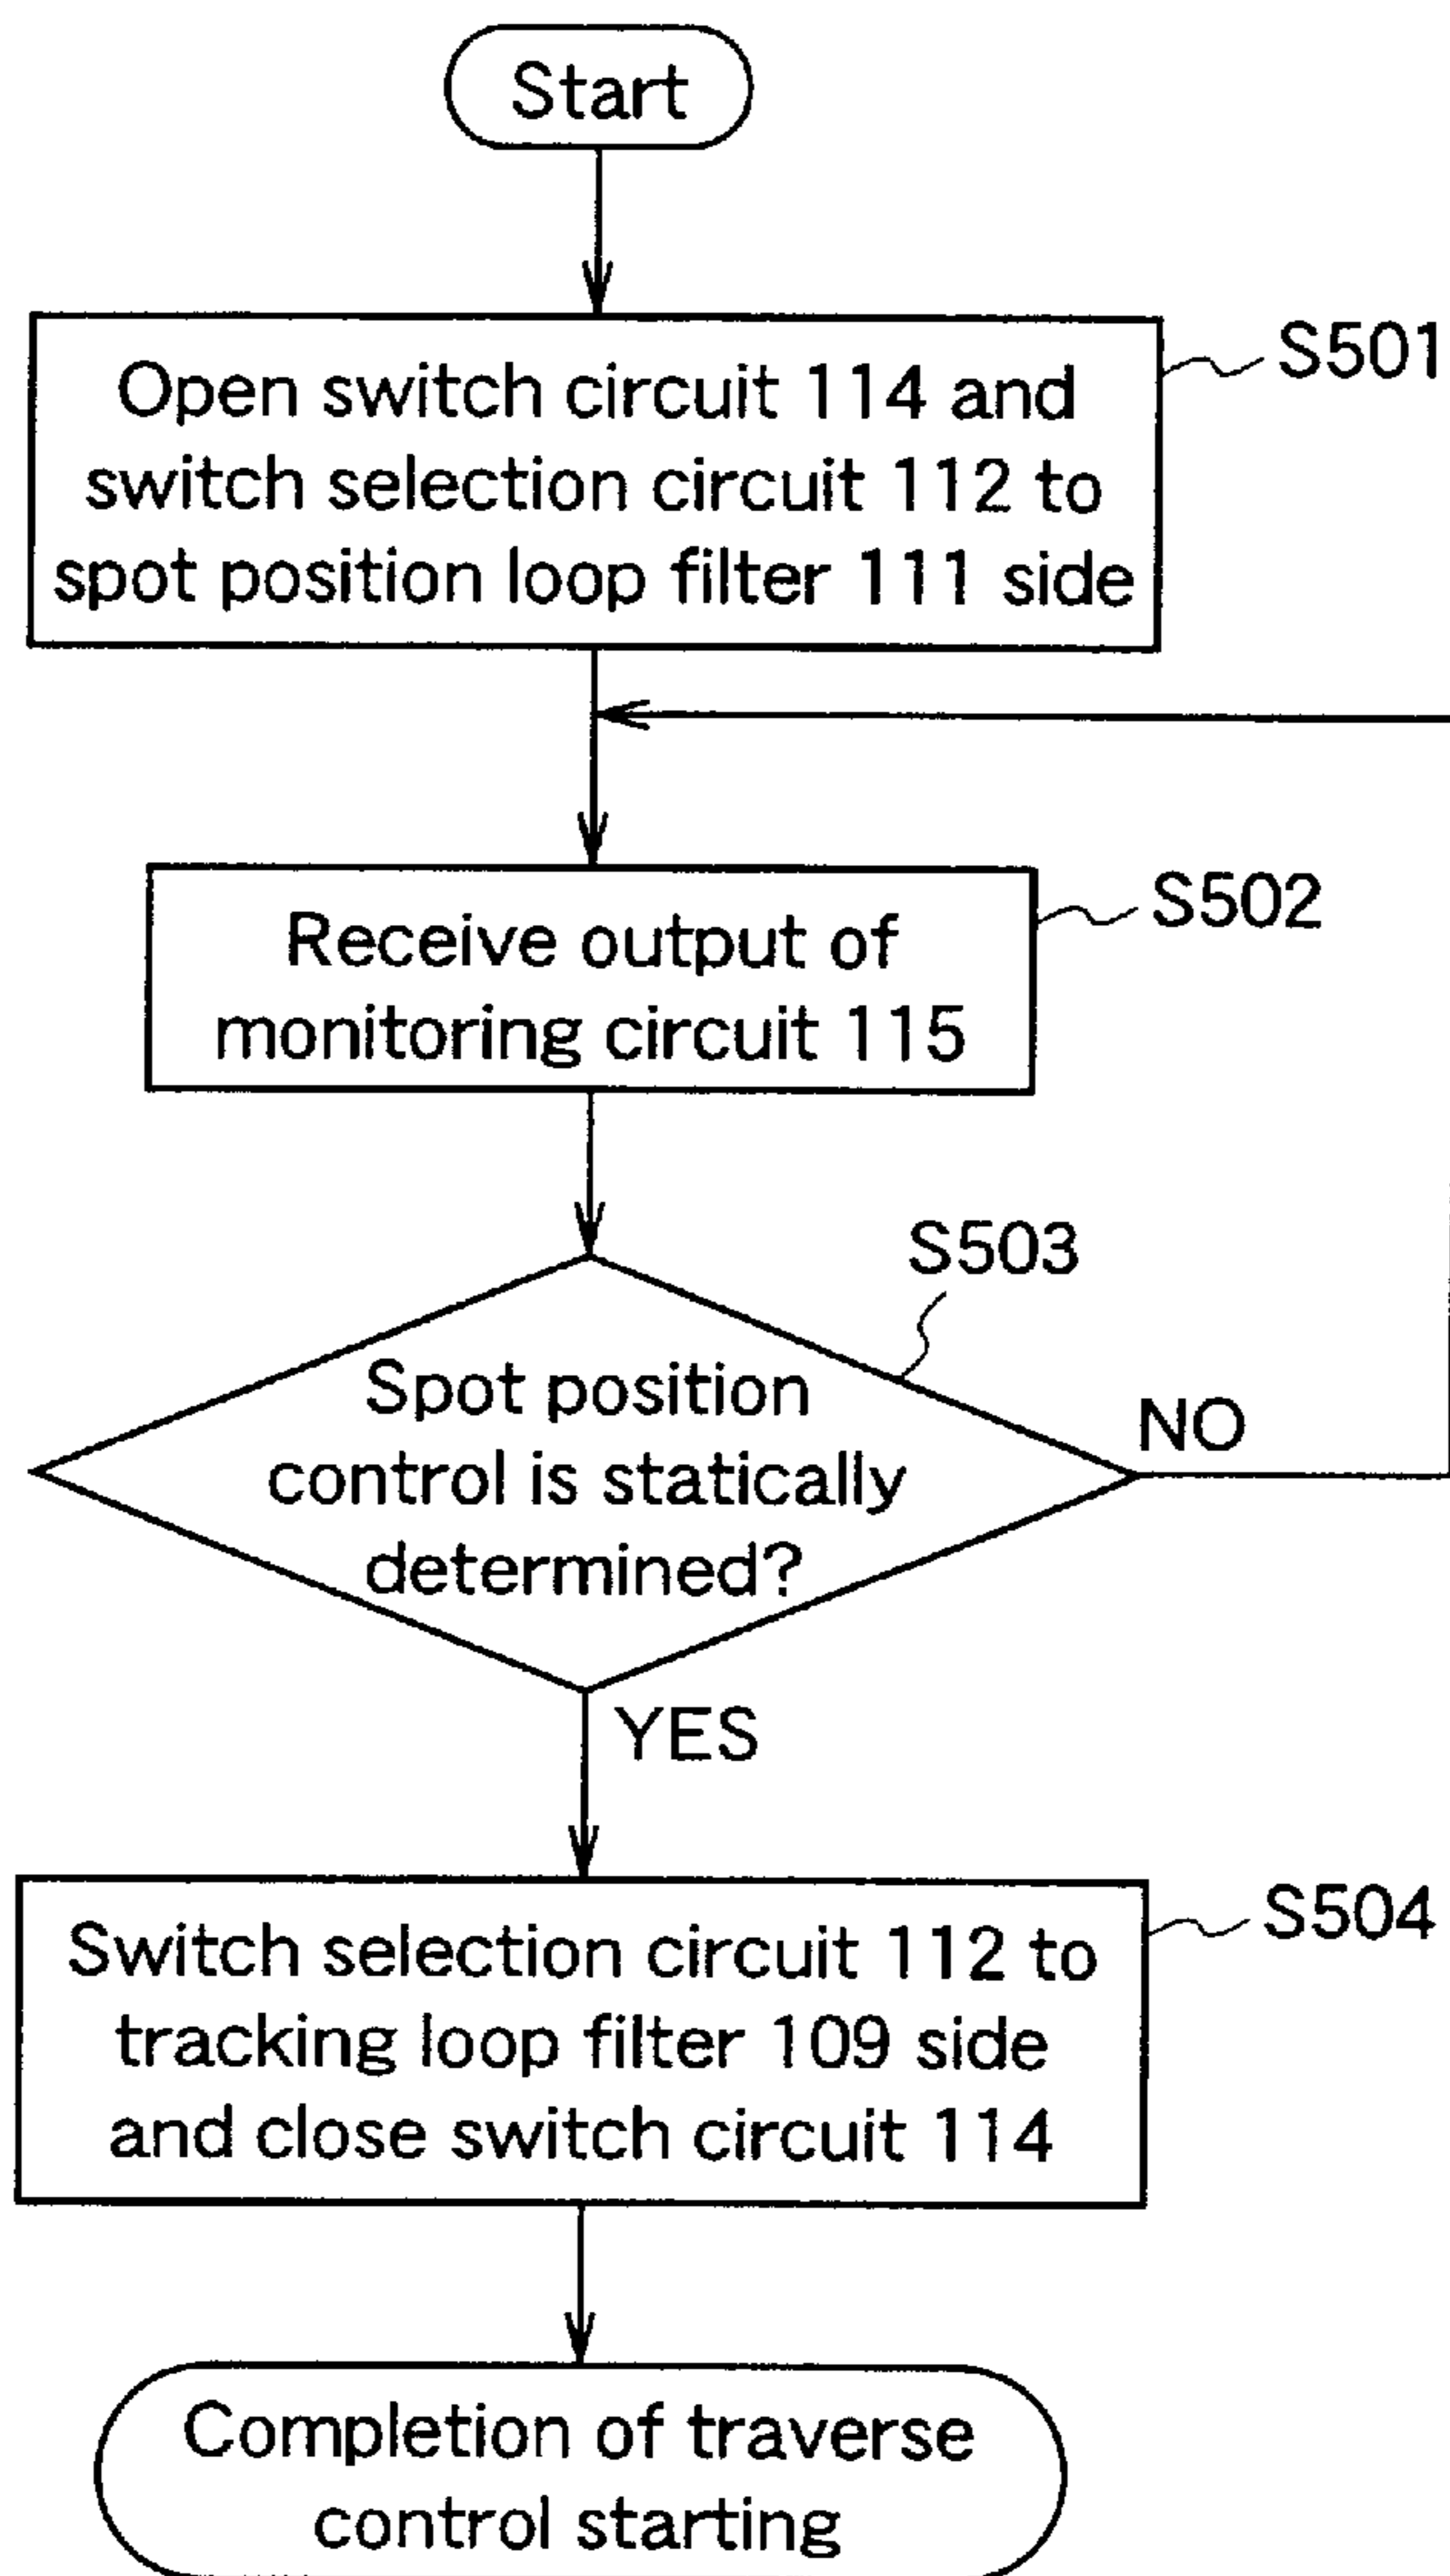 Start
Open switch circuit 114 and
switch selection circuit 112 to
spot position loop filter 111 side
S501
Receive output of
monitoring circuit 115
S502
S503
Spot position
control is statically
determined?
NO
YES
Switch selection circuit 112 to
tracking loop filter 109 side
and close switch circuit 114
S504
Completion of traverse
control starting